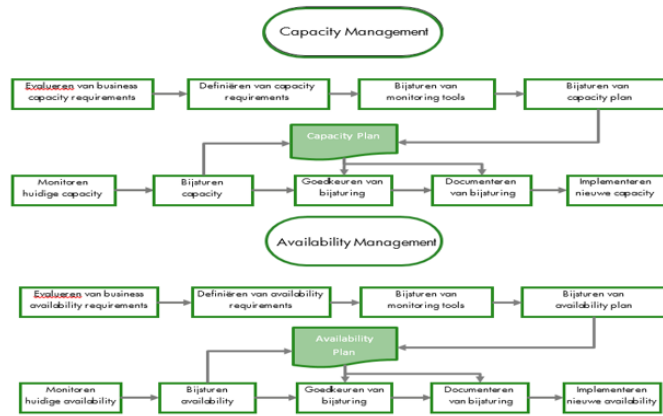 Capacity Management
Evalueren van business
capacity requirements
Definiëren van capacity
requirements
Bijsturen van
monitoring tools
Bijsturen van
capacity plan
Capacity Plan
Monitoren
huidige capacity
Bijsturen
capacity
Goedkeuren van
bijsturing
Documenteren
van bijsturing
Implementeren
nieuwe capacity
Availability Management
Evalueren van business
availability requirements
Definiëren van availability
requirements
Bijsturen van
monitoring tools
Bijsturen van
availability plan
Availability
Plan
Monitoren
huidige availability
Bijsturen
availability
Goedkeuren van
bijsturing
Documenteren
van bijsturing
Implementeren
nieuwe availability